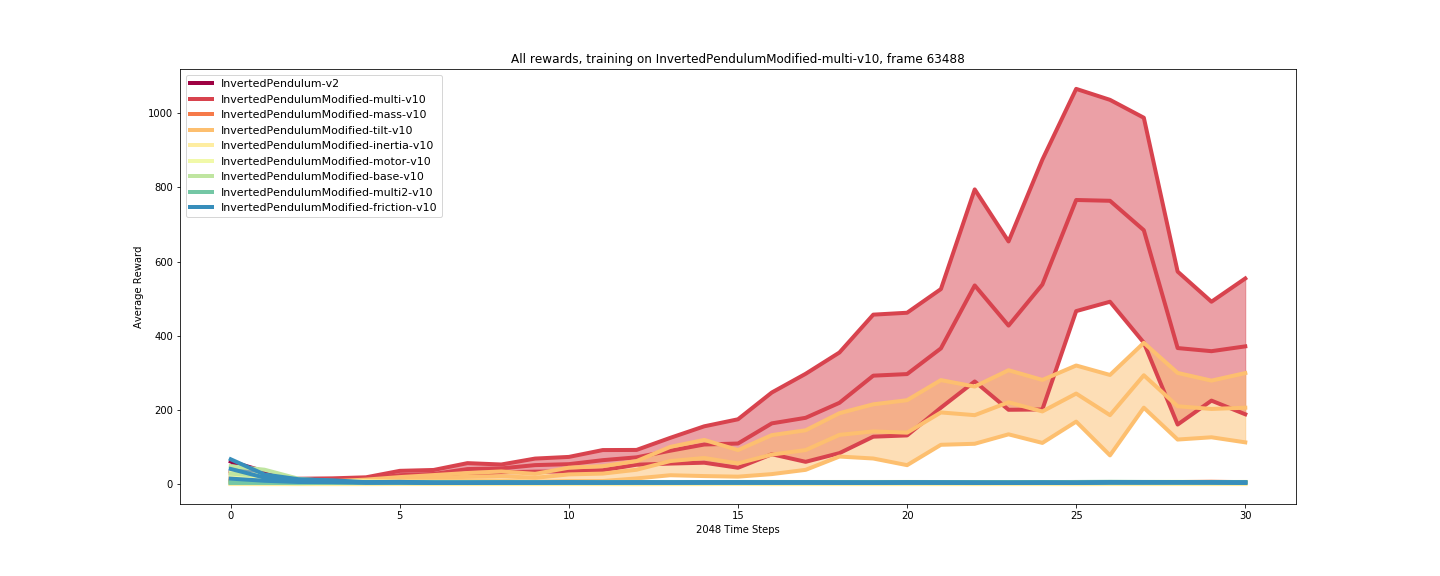 All rewards, training on InvertedPendulumModified-multi-v10, frame 63488
InvertedPendulum-v2
InvertedPendulumModified-multi-v10
InvertedPendulumModified-mass-v10
InvertedPendulumModified-tilt-v10
InvertedPendulumModified-inertia-v10
InvertedPendulumModified-motor-v10
InvertedPendulumModified-base-v10
InvertedPendulumModified-multi2-v10
InvertedPendulumModified-friction-v10
1000
800
600
400
200
0
Average Reward
0 5 10 15 20 25 30
2048 Time Steps